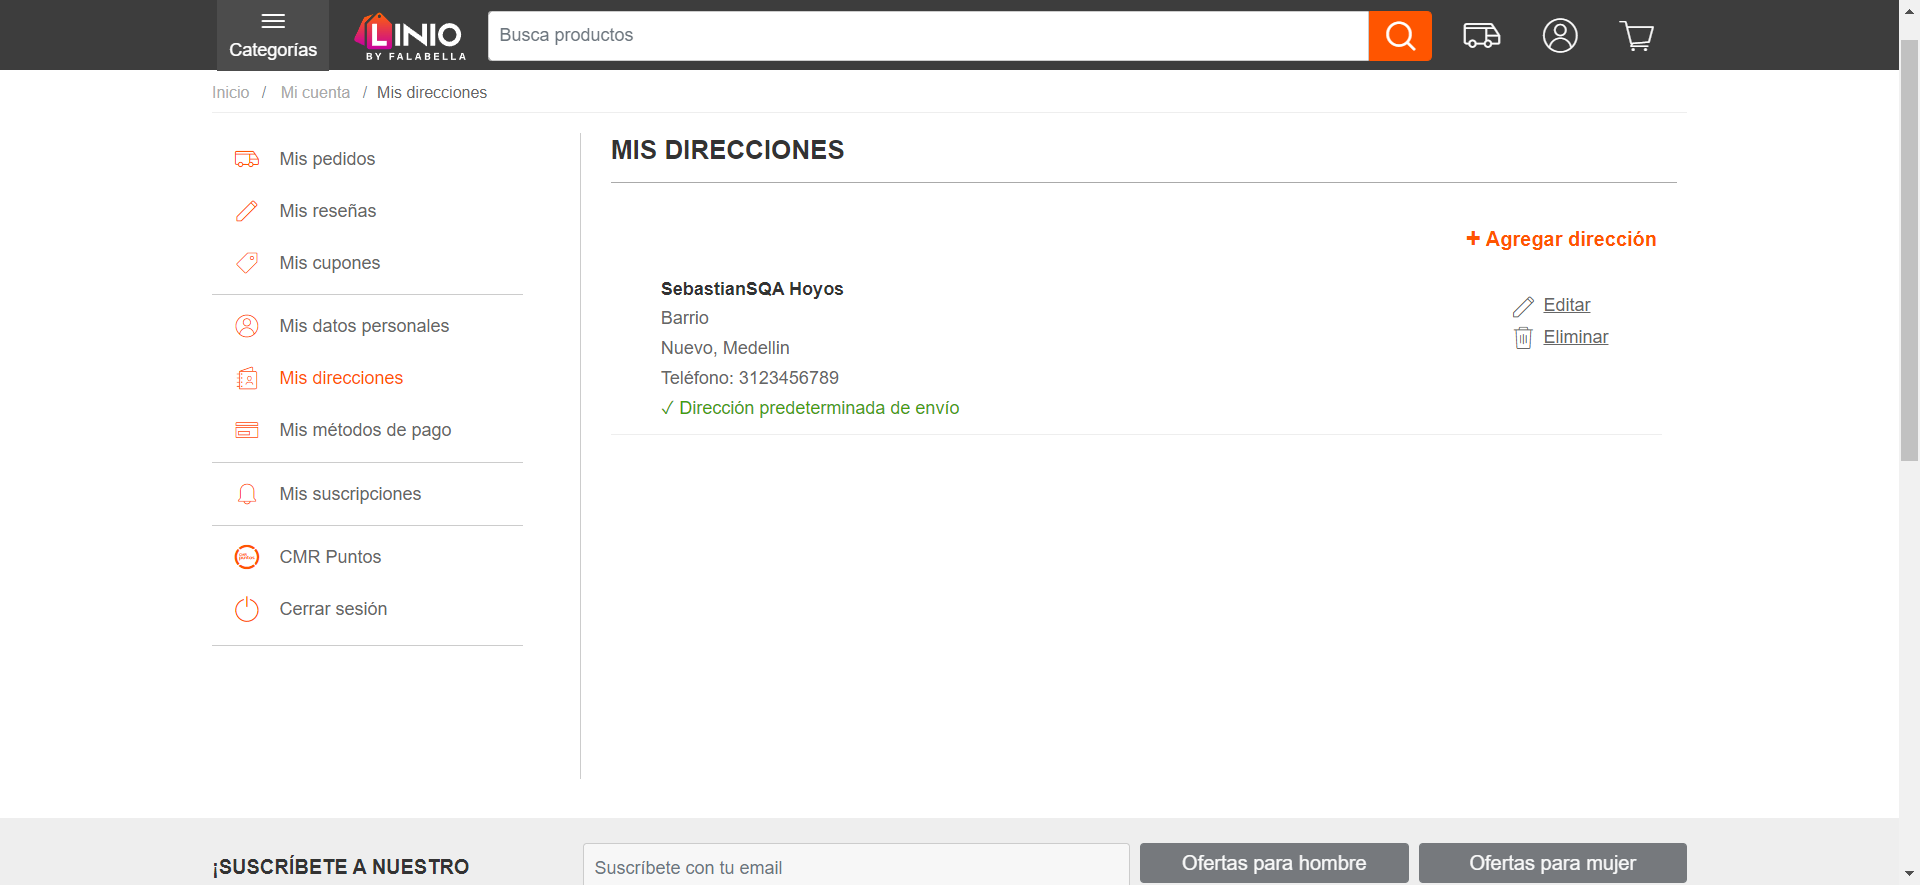 Categorías
LINIO
BY FALABELLA
Busca productos
Inicio / Mi cuenta / Mis direcciones
Mis pedidos
Mis reseñas
Mis cupones
Mis datos personales
Mis direcciones
Mis métodos de pago
Mis suscripciones
CMR Puntos
Cerrar sesión
MIS DIRECCIONES
+ Agregar dirección
SebastianSQA Hoyos
Barrio
Nuevo, Medellin
Teléfono: 3123456789
✓ Dirección predeterminada de envío
Editar
Eliminar
¡SUSCRÍBETE A NUESTRO
Suscríbete con tu email
Ofertas para hombre
Ofertas para mujer